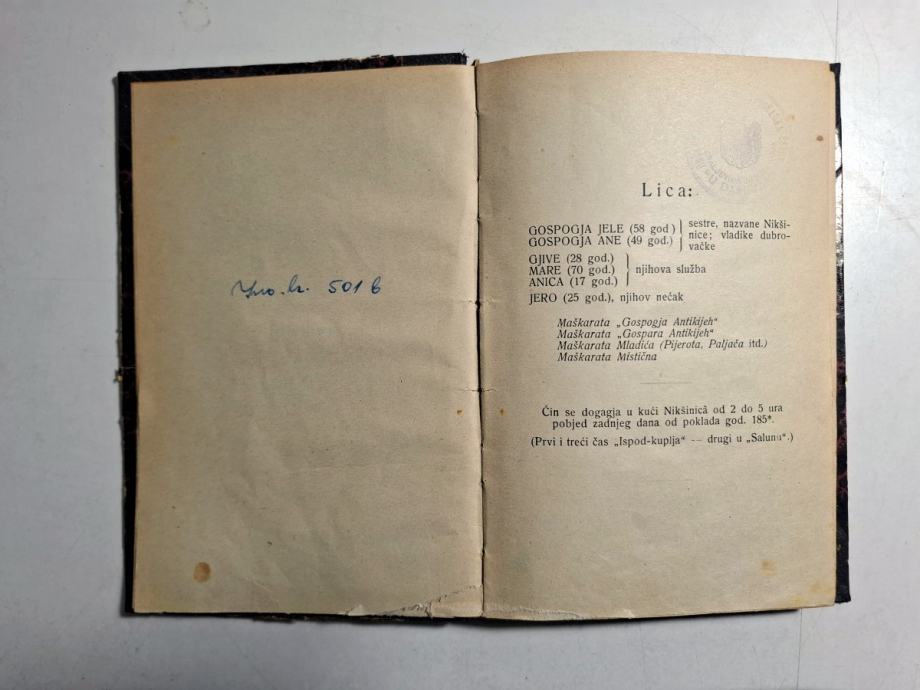 Inv. br. 501 b
Lica:
GOSPOGJA JELE (58 god)
GOSPOGJA ANE (49 god.)
sestre, nazvane Nikši-
nice; vladike dubro-
vačke
GJIVE (28 god.)
MARE (70 god.)
ANICA (17 god.)
njihova služba
JERO (25 god.), njihov nećak
Maškarata „Gospogja Antikijeh“
Maškarata „Gospara Antikijeh“
Maškarata Mladića (Pijerota, Paljača itd.)
Maškarata Mistična
Čin se dogagja u kući Nikšinicâ od 2 do 5 ura
pobjed zadnjeg dana od poklada god. 185*.
(Prvi i treći čas „Ispod-kuplja“ — drugi u „Salunu“.)